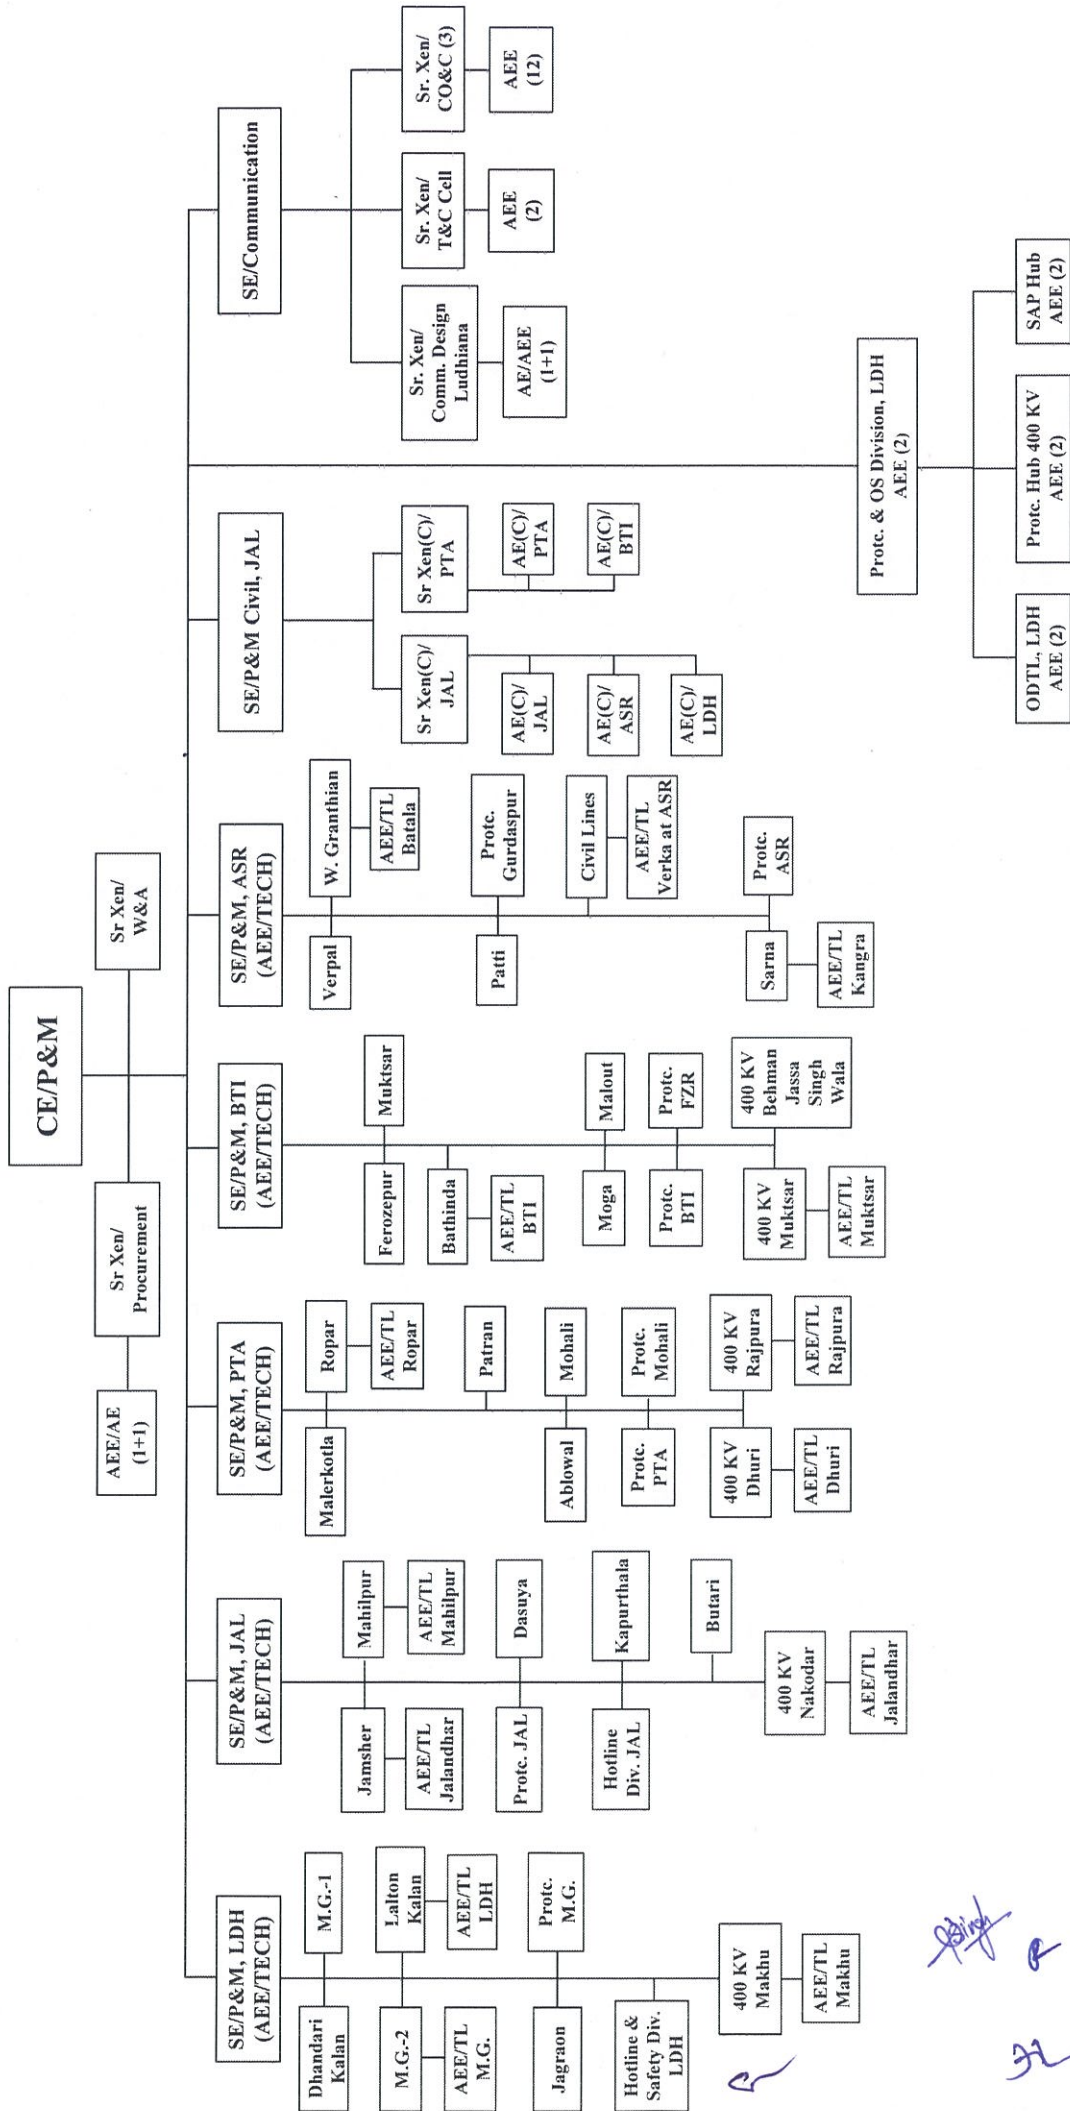 CE/P&M
Sr Xen/
Procurement
Sr Xen/
W&A
AEE/AE
(1+1)
SE/P&M, LDH
(AEE/TECH)
Dhandari
Kalan
M.G.-1
M.G.-2
AEE/TL
M.G.
Lalton
Kalan
AEE/TL
LDH
Jagraon
Protc.
M.G.
Hotline &
Safety Div.
LDH
400 KV
Makhu
AEE/TL
Makhu
SE/P&M, JAL
(AEE/TECH)
Jamsher
AEE/TL
Jalandhar
Mahilpur
AEE/TL
Mahilpur
Protc. JAL
Dasuya
Hotline
Div. JAL
Kapurthala
Butari
400 KV
Nakodar
AEE/TL
Jalandhar
SE/P&M, PTA
(AEE/TECH)
Malerkotla
Ropar
AEE/TL
Ropar
Patran
Ablowal
Mohali
Protc.
PTA
Protc.
Mohali
400 KV
Dhuri
AEE/TL
Dhuri
400 KV
Rajpura
AEE/TL
Rajpura
SE/P&M, BTI
(AEE/TECH)
Ferozepur
Muktsar
Bathinda
AEE/TL
BTI
Moga
Malout
Protc.
BTI
Protc.
FZR
400 KV
Muktsar
AEE/TL
Muktsar
400 KV
Behman
Jassa
Singh
Wala
SE/P&M, ASR
(AEE/TECH)
Verpal
W. Granthian
AEE/TL
Batala
Patti
Protc.
Gurdaspur
Civil Lines
AEE/TL
Verka at ASR
Sarna
AEE/TL
Kangra
Protc.
ASR
SE/P&M Civil, JAL
Sr Xen(C)/
JAL
AE(C)/
JAL
AE(C)/
ASR
AE(C)/
LDH
Sr Xen(C)/
PTA
AE(C)/
PTA
AE(C)/
BTI
SE/Communication
Sr. Xen/
Comm. Design
Ludhiana
AE/AEE
(1+1)
Sr. Xen/
T&C Cell
AEE
(2)
Sr. Xen/
CO&C (3)
AEE
(12)
Protc. & OS Division, LDH
AEE (2)
ODTL, LDH
AEE (2)
Protc. Hub 400 KV
AEE (2)
SAP Hub
AEE (2)